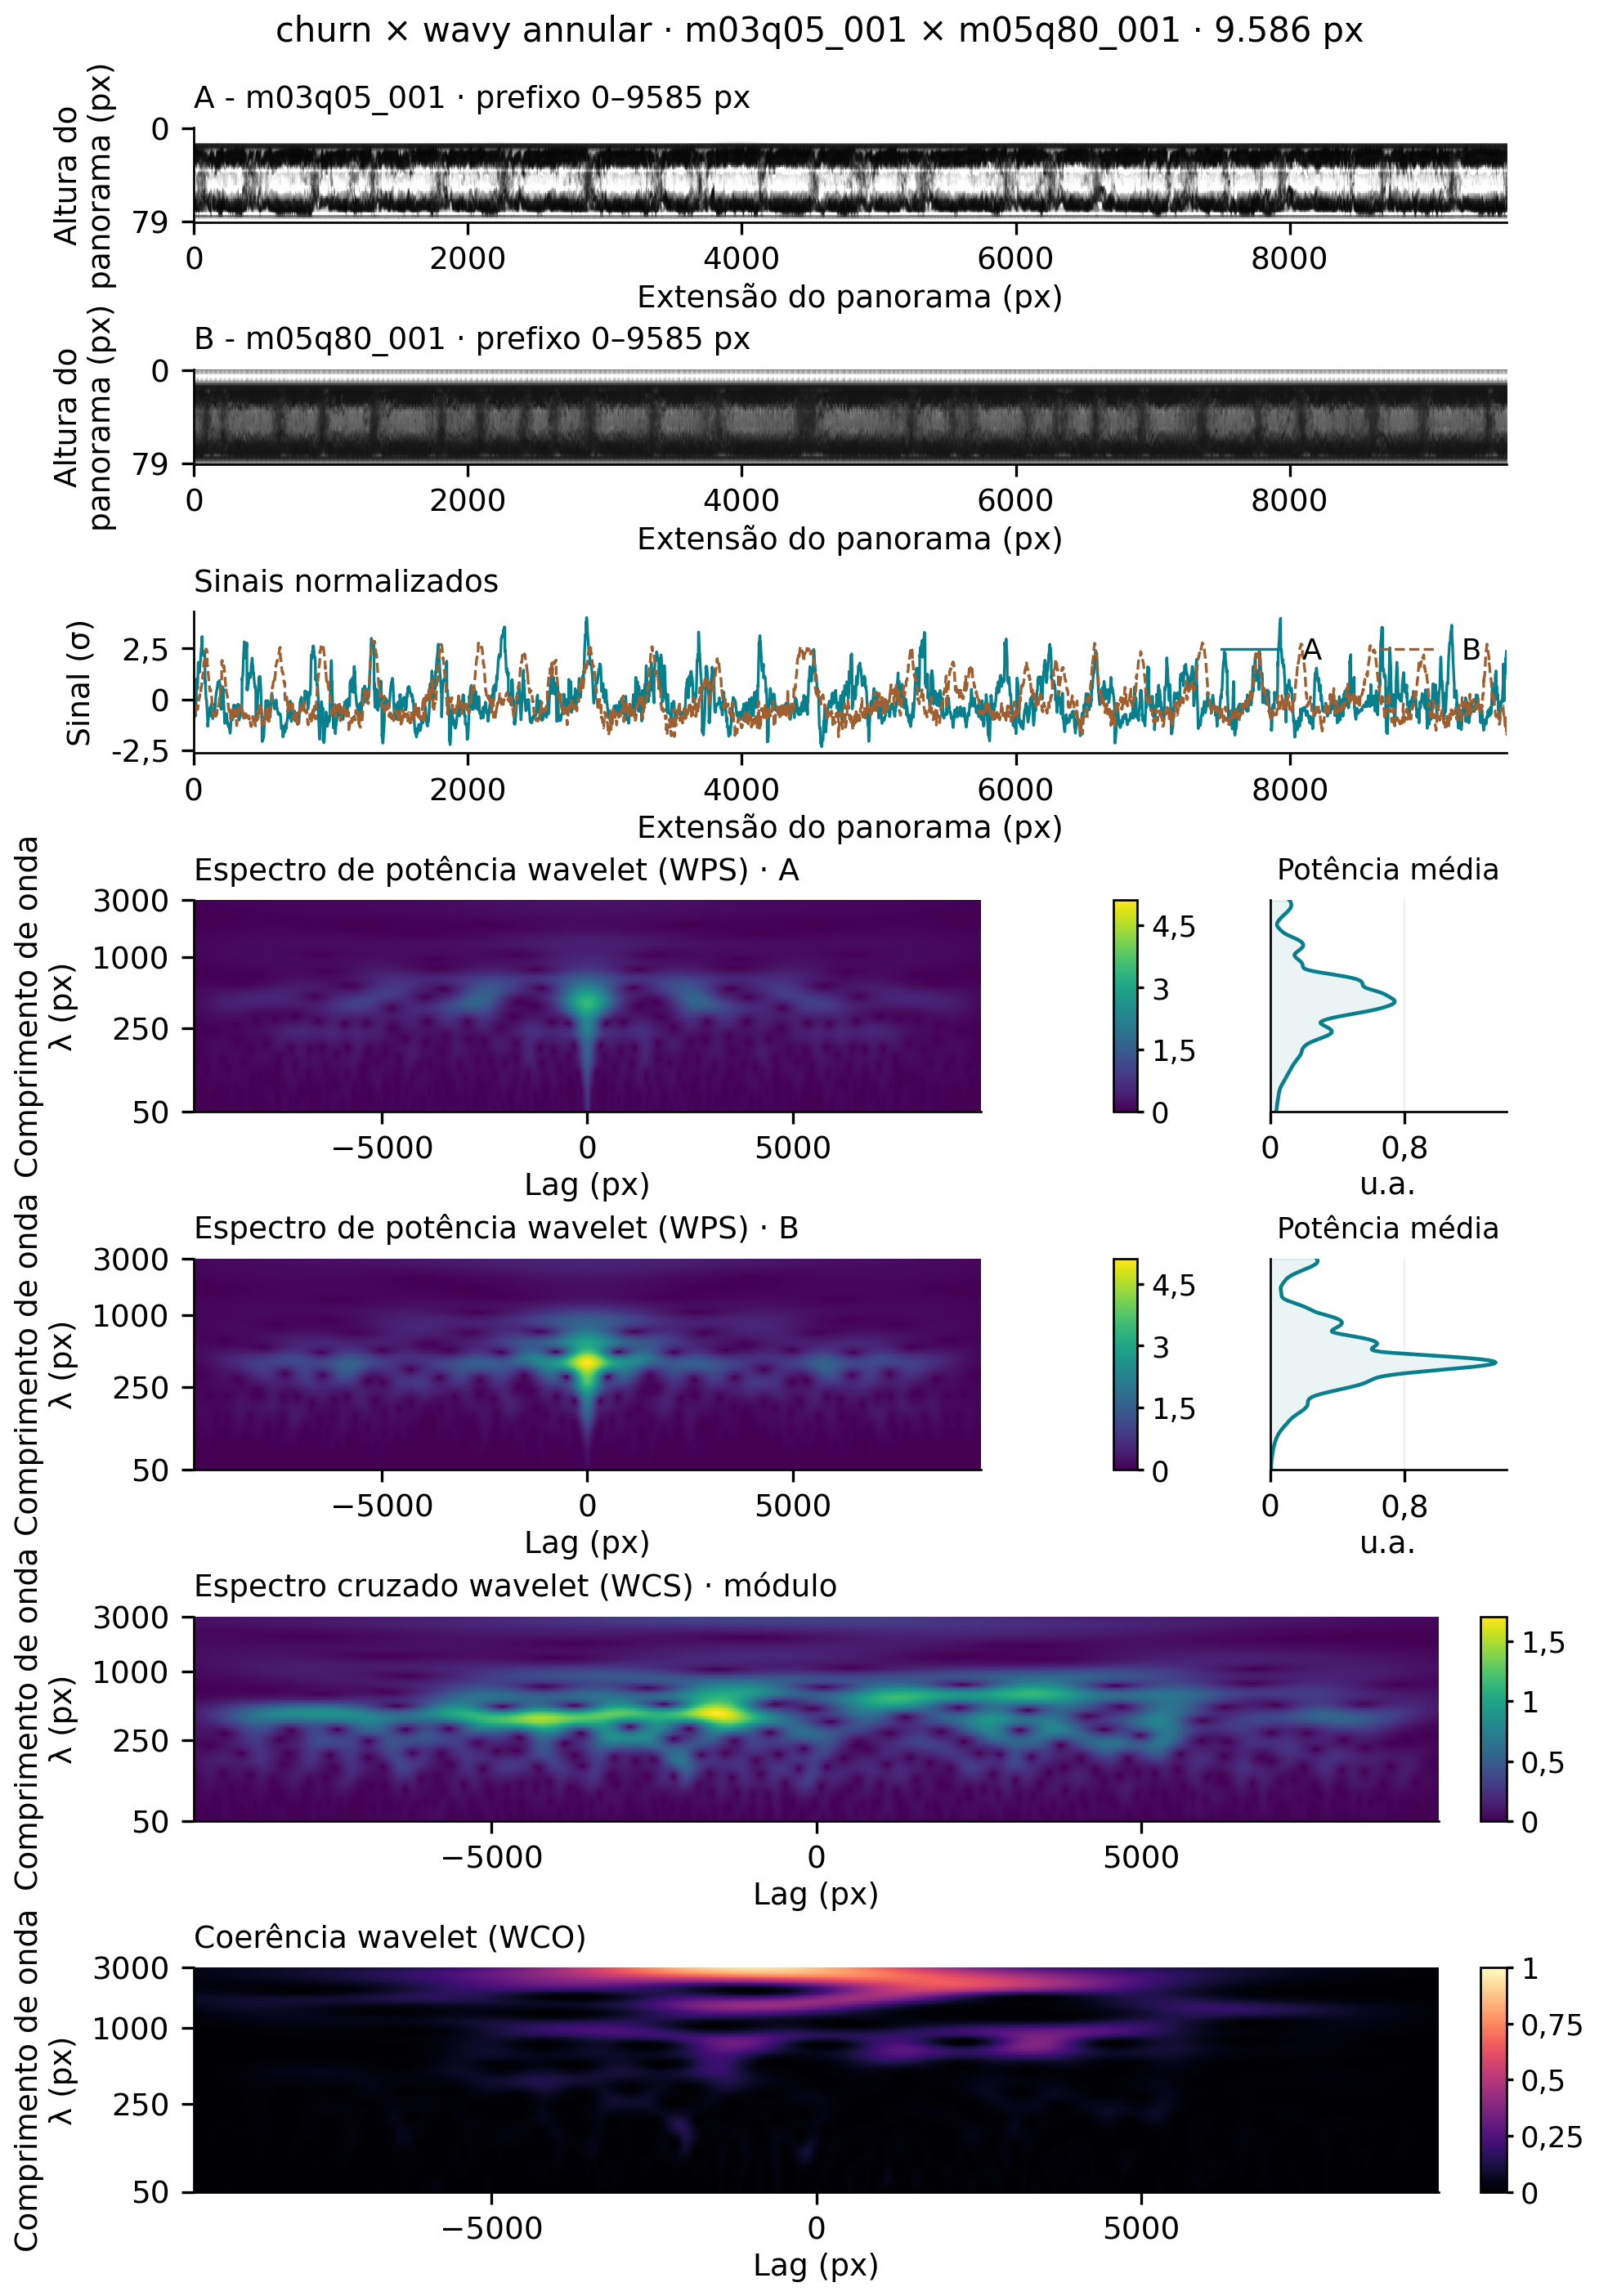 churn × wavy annular · m03q05_001 × m05q80_001 · 9.586 px
A - m03q05_001 · prefixo 0–9585 px
Altura do
panorama (px)
0
79
0 2000 4000 6000 8000
Extensão do panorama (px)
B - m05q80_001 · prefixo 0–9585 px
Altura do
panorama (px)
0
79
0 2000 4000 6000 8000
Extensão do panorama (px)
Sinais normalizados
Sinal (σ)
2,5
0
-2,5
A B
0 2000 4000 6000 8000
Extensão do panorama (px)
Espectro de potência wavelet (WPS) · A
Comprimento de onda
λ (px)
3000
1000
250
50
−5000 0 5000
Lag (px)
4,5
3
1,5
0
Potência média
0 0,8
u.a.
Espectro de potência wavelet (WPS) · B
Comprimento de onda
λ (px)
3000
1000
250
50
−5000 0 5000
Lag (px)
4,5
3
1,5
0
Potência média
0 0,8
u.a.
Espectro cruzado wavelet (WCS) · módulo
Comprimento de onda
λ (px)
3000
1000
250
50
−5000 0 5000
Lag (px)
1,5
1
0,5
0
Coerência wavelet (WCO)
Comprimento de onda
λ (px)
3000
1000
250
50
−5000 0 5000
Lag (px)
1
0,75
0,5
0,25
0